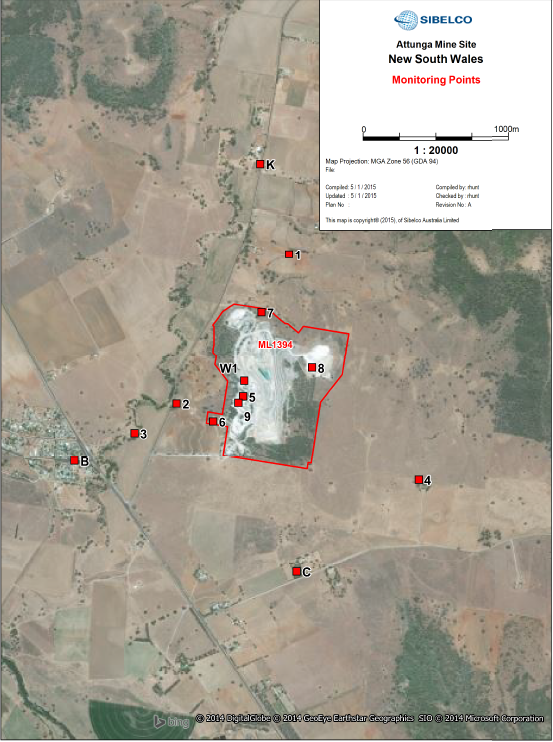 SIBELCO
Attunga Mine Site
New South Wales
Monitoring Points
0 1000m
1 : 20000
Map Projection: MGA Zone 56 (GDA 94)
File:
Compiled: 5 / 1 / 2015 Compiled by: rhunt
Updated : 5 / 1 / 2015 Checked by : rhunt
Plan No : Revision No : A
This map is copyright® (2015), of Sibelco Australia Limited
K
1
7
ML1394
W1
8
5
2
9
6
3
B
4
C
bing © 2014 DigitalGlobe © 2014 GeoEye Earthstar Geographics SIO © 2014 Microsoft Corporation